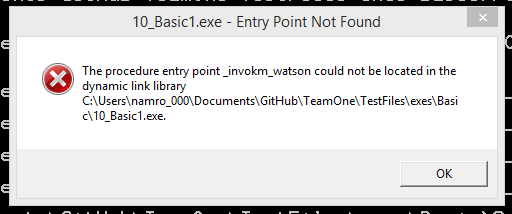 10_Basic1.exe - Entry Point Not Found
The procedure entry point _invokm_watson could not be located in the
dynamic link library
C:\Users\namro_000\Documents\GitHub\TeamOne\TestFiles\exes\Basi
c\10_Basic1.exe.
OK